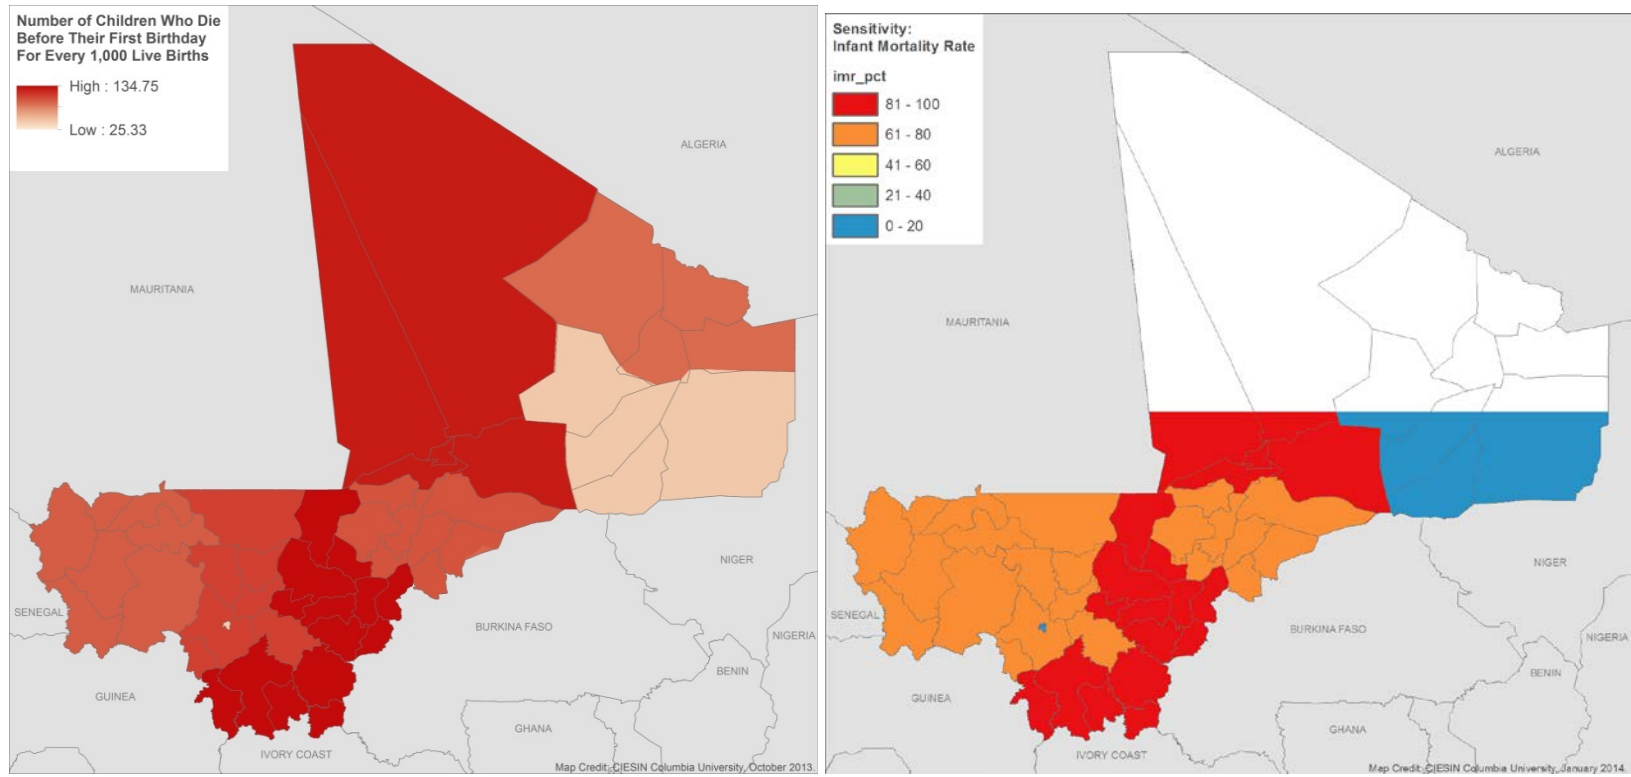 Number of Children Who Die
Before Their First Birthday
For Every 1,000 Live Births
High : 134.75
Low : 25.33
ALGERIA
MAURITANIA
NIGER
SENEGAL
BURKINA FASO
NIGERIA
BENIN
GUINEA
GHANA
IVORY COAST
Map Credit: CIESIN Columbia University, October 2013.
Sensitivity:
Infant Mortality Rate
imr_pct
81 - 100
61 - 80
41 - 60
21 - 40
0 - 20
ALGERIA
MAURITANIA
NIGER
SENEGAL
BURKINA FASO
NIGERIA
BENIN
GUINEA
GHANA
IVORY COAST
Map Credit: CIESIN Columbia University, January 2014.